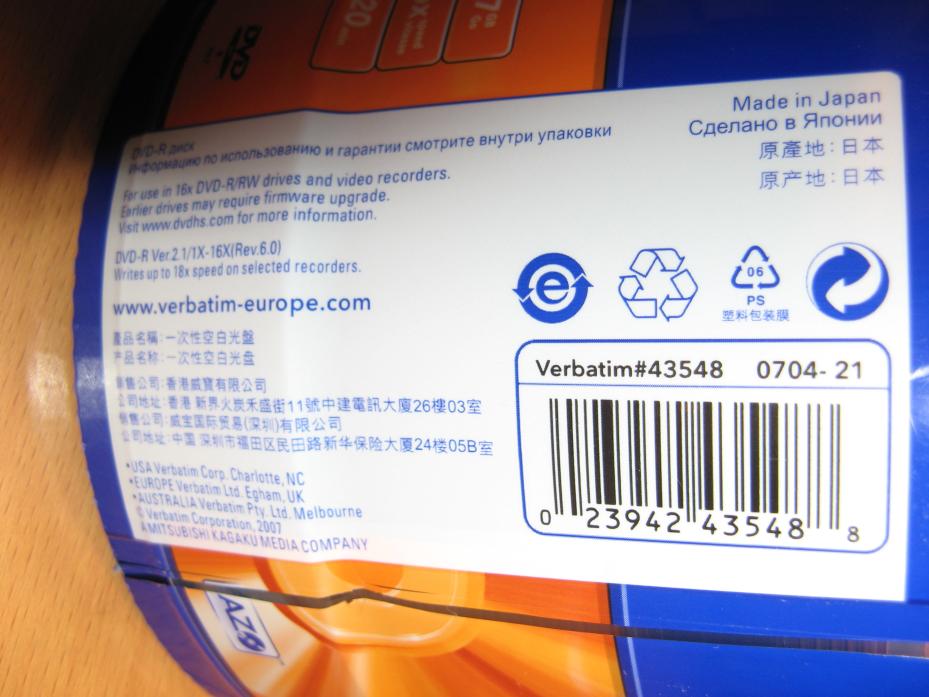 DVD
DVD-R диск
Информацию по использованию и гарантии смотрите внутри упаковки
For use in 16x DVD-R/RW drives and video recorders.
Earlier drives may require firmware upgrade.
Visit www.dvdhs.com for more information.
DVD-R Ver.2.1/1X-16X(Rev.6.0)
Writes up to 18x speed on selected recorders.
www.verbatim-europe.com
產品名稱:一次性空白光盤
产品名称:一次性空白光盘
銷售公司:香港威寶有限公司
公司地址:香港 新界火炭禾盛街11號中建電訊大廈26樓03室
销售公司:威宝国际贸易(深圳)有限公司
公司地址:中国 深圳市福田区民田路新华保险大厦24楼05B室
•USA Verbatim Corp. Charlotte, NC
•EUROPE Verbatim Ltd. Egham, UK
•AUSTRALIA Verbatim Pty. Ltd. Melbourne
© Verbatim Corporation, 2007
A MITSUBISHI KAGAKU MEDIA COMPANY
Made in Japan
Сделано в Японии
原產地:日本
原产地:日本
e
06
PS
塑料包装膜
Verbatim#43548 0704-21
0 23942 43548 8
AZO